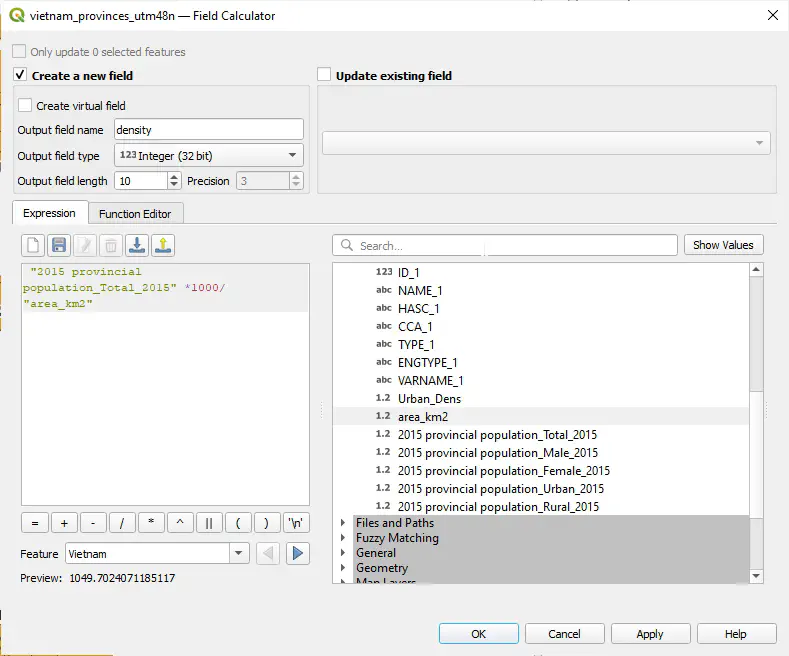 vietnam_provinces_utm48n — Field Calculator
Only update 0 selected features
Create a new field
Update existing field
Create virtual field
Output field name density
Output field type 123 Integer (32 bit)
Output field length 10 Precision 3
Expression Function Editor
Search... Show Values
"2015 provincial
population_Total_2015" *1000/
"area_km2"
123 ID_1
abc NAME_1
abc HASC_1
abc CCA_1
abc TYPE_1
abc ENGTYPE_1
abc VARNAME_1
1.2 Urban_Dens
1.2 area_km2
1.2 2015 provincial population_Total_2015
1.2 2015 provincial population_Male_2015
1.2 2015 provincial population_Female_2015
1.2 2015 provincial population_Urban_2015
1.2 2015 provincial population_Rural_2015
Files and Paths
Fuzzy Matching
General
Geometry
Map Layers
= + - / * ^ || ( ) '\n'
Feature Vietnam
Preview: 1049.7024071185117
OK Cancel Apply Help